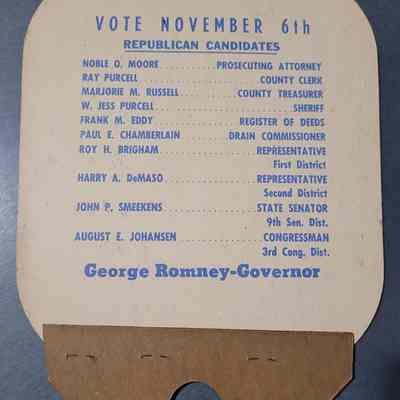 VOTE NOVEMBER 6th
REPUBLICAN CANDIDATES
NOBLE O. MOORE.............PROSECUTING ATTORNEY
RAY PURCELL..........................COUNTY CLERK
MARJORIE M. RUSSELL.............COUNTY TREASURER
W. JESS PURCELL............................SHERIFF
FRANK M. EDDY...................REGISTER OF DEEDS
PAUL E. CHAMBERLAIN...........DRAIN COMMISSIONER
ROY H. BRIGHAM.....................REPRESENTATIVE
First District
HARRY A. DeMASO....................REPRESENTATIVE
Second District
JOHN P. SMEEKENS...................STATE SENATOR
9th Sen. Dist.
AUGUST E. JOHANSEN.................CONGRESSMAN
3rd Cong. Dist.
George Romney-Governor